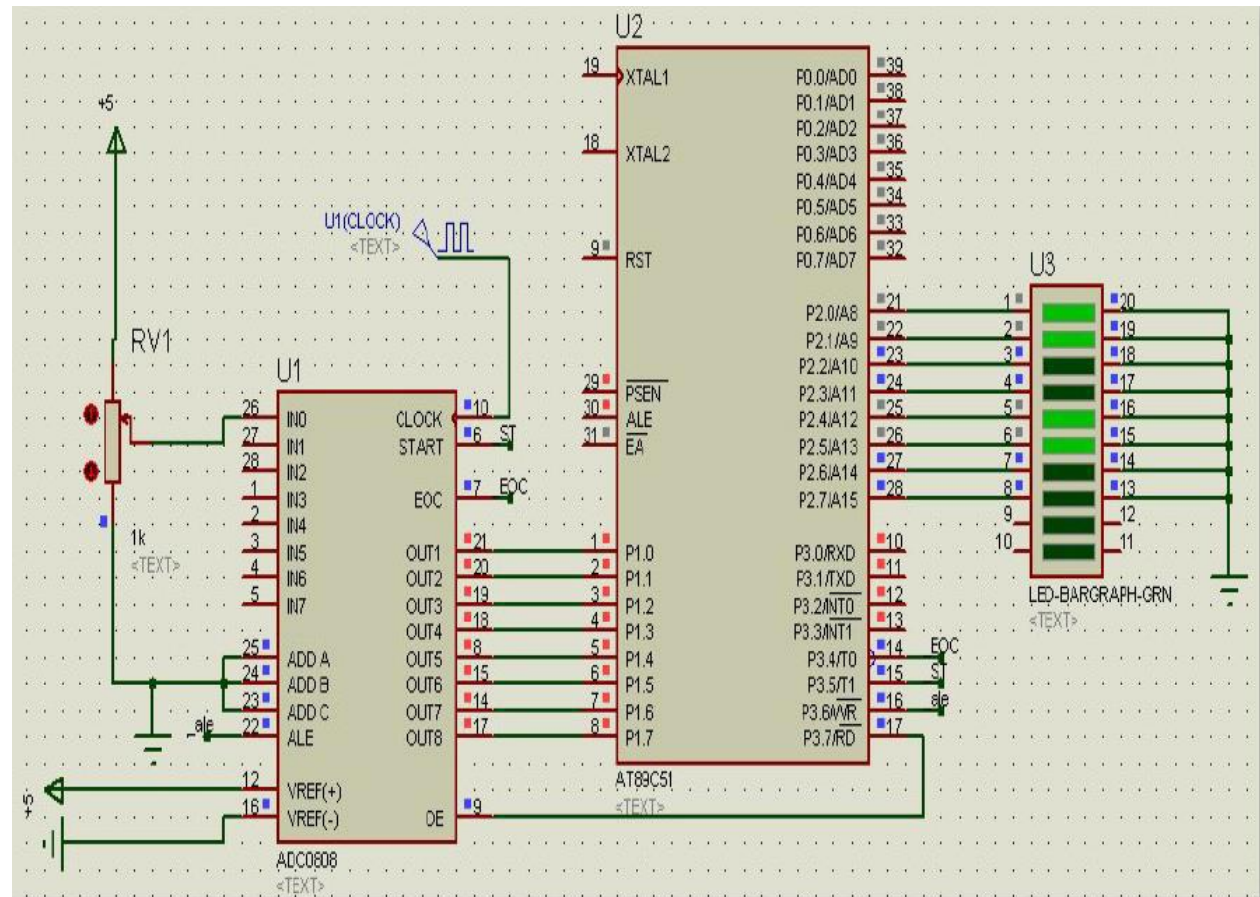 U2
19 XTAL1 P0.0/AD0 39
P0.1/AD1 38
P0.2/AD2 37
18 XTAL2 P0.3/AD3 36
P0.4/AD4 35
P0.5/AD5 34
P0.6/AD6 33
9 RST P0.7/AD7 32
P2.0/A8 21
P2.1/A9 22
P2.2/A10 23
29 PSEN P2.3/A11 24
30 ALE P2.4/A12 25
31 EA P2.5/A13 26
P2.6/A14 27
P2.7/A15 28
1 P1.0 P3.0/RXD 10
2 P1.1 P3.1/TXD 11
3 P1.2 P3.2/INT0 12
4 P1.3 P3.3/INT1 13
5 P1.4 P3.4/T0 14 EOC
6 P1.5 P3.5/T1 15 ST
7 P1.6 P3.6/WR 16 ale
8 P1.7 P3.7/RD 17
AT89C51
<TEXT>
+5
U1(CLOCK)
<TEXT>
RV1
1k
<TEXT>
U1
26 IN0 CLOCK 10
27 IN1 START 6 ST
28 IN2
1 IN3 EOC 7 EOC
2 IN4
3 IN5 OUT1 21
4 IN6 OUT2 20
5 IN7 OUT3 19
OUT4 18
25 ADD A OUT5 8
24 ADD B OUT6 15
23 ADD C OUT7 14
ale 22 ALE OUT8 17
+5 12 VREF(+)
16 VREF(-) OE 9
ADC0808
<TEXT>
U3
1 20
2 19
3 18
4 17
5 16
6 15
7 14
8 13
9 12
10 11
LED-BARGRAPH-GRN
<TEXT>